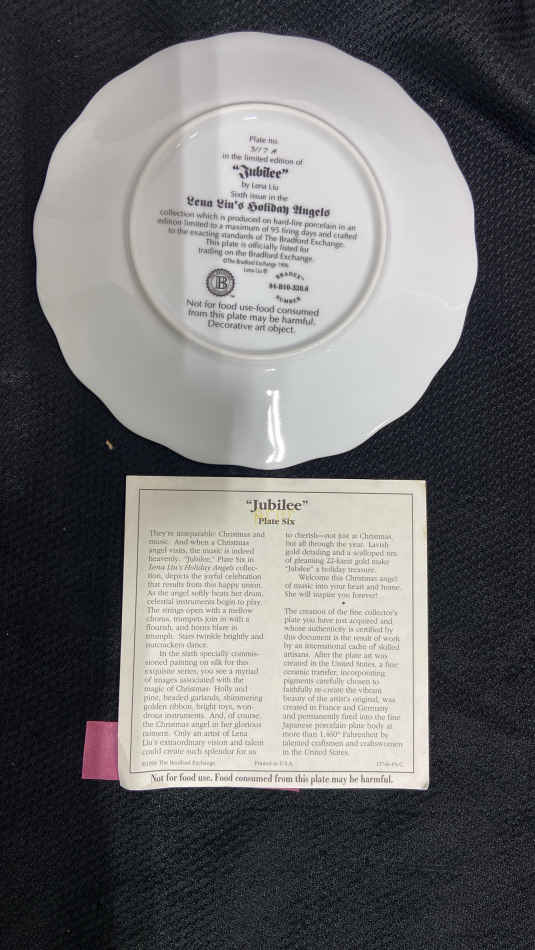 Plate no.
in the limited edition of
"Jubilee"
by Lena Liu
Sixth issue in the
Lena Liu's Holiday Angels
collection which is produced on hard-fire porcelain in an
edition limited to a maximum of 95 firing days and crafted
to the exacting standards of The Bradford Exchange.
This plate is officially listed for
trading on the Bradford Exchange.
©The Bradford Exchange
Lena Liu ®
BRADEX™
84-B10-320.6
NUMBER
B
Not for food use-food consumed
from this plate may be harmful.
Decorative art object.
"Jubilee"
Plate Six
They're inseparable: Christmas and
music. And when a Christmas
angel visits, the music is indeed
heavenly. "Jubilee," Plate Six in
Lena Liu's Holiday Angels collec-
tion, depicts the joyful celebration
that results from this happy union.
As the angel softly beats her drum,
celestial instruments begin to play.
The strings open with a mellow
chorus, trumpets join in with a
flourish, and horns blare in
triumph. Stars twinkle brightly and
nutcrackers dance.
In the sixth specially commis-
sioned painting on silk for this
exquisite series, you see a myriad
of images associated with the
magic of Christmas: Holly and
pine, beaded garlands, shimmering
golden ribbon, bright toys, won-
drous instruments. And, of course,
the Christmas angel in her glorious
raiment. Only an artist of Lena
Liu's extraordinary vision and talent
could create such splendor for us
to cherish—not just at Christmas,
but all through the year. Lavish
gold detailing and a scalloped rim
of gleaming 22-karat gold make
"Jubilee" a holiday treasure.
Welcome this Christmas angel
of music into your heart and home.
She will inspire you forever!
The creation of the fine collector's
plate you have just acquired and
whose authenticity is certified by
this document is the result of work
by an international cadre of skilled
artisans. After the plate art was
created in the United States, a fine
ceramic transfer, incorporating
pigments carefully chosen to
faithfully re-create the vibrant
beauty of the artist's original, was
created in France and Germany
and permanently fired into the fine
Japanese porcelain plate body at
more than 1,460° Fahrenheit by
talented craftsmen and craftswomen
in the United States.
The Bradford Exchange
Printed in U.S.A.
Not for food use. Food consumed from this plate may be harmful.